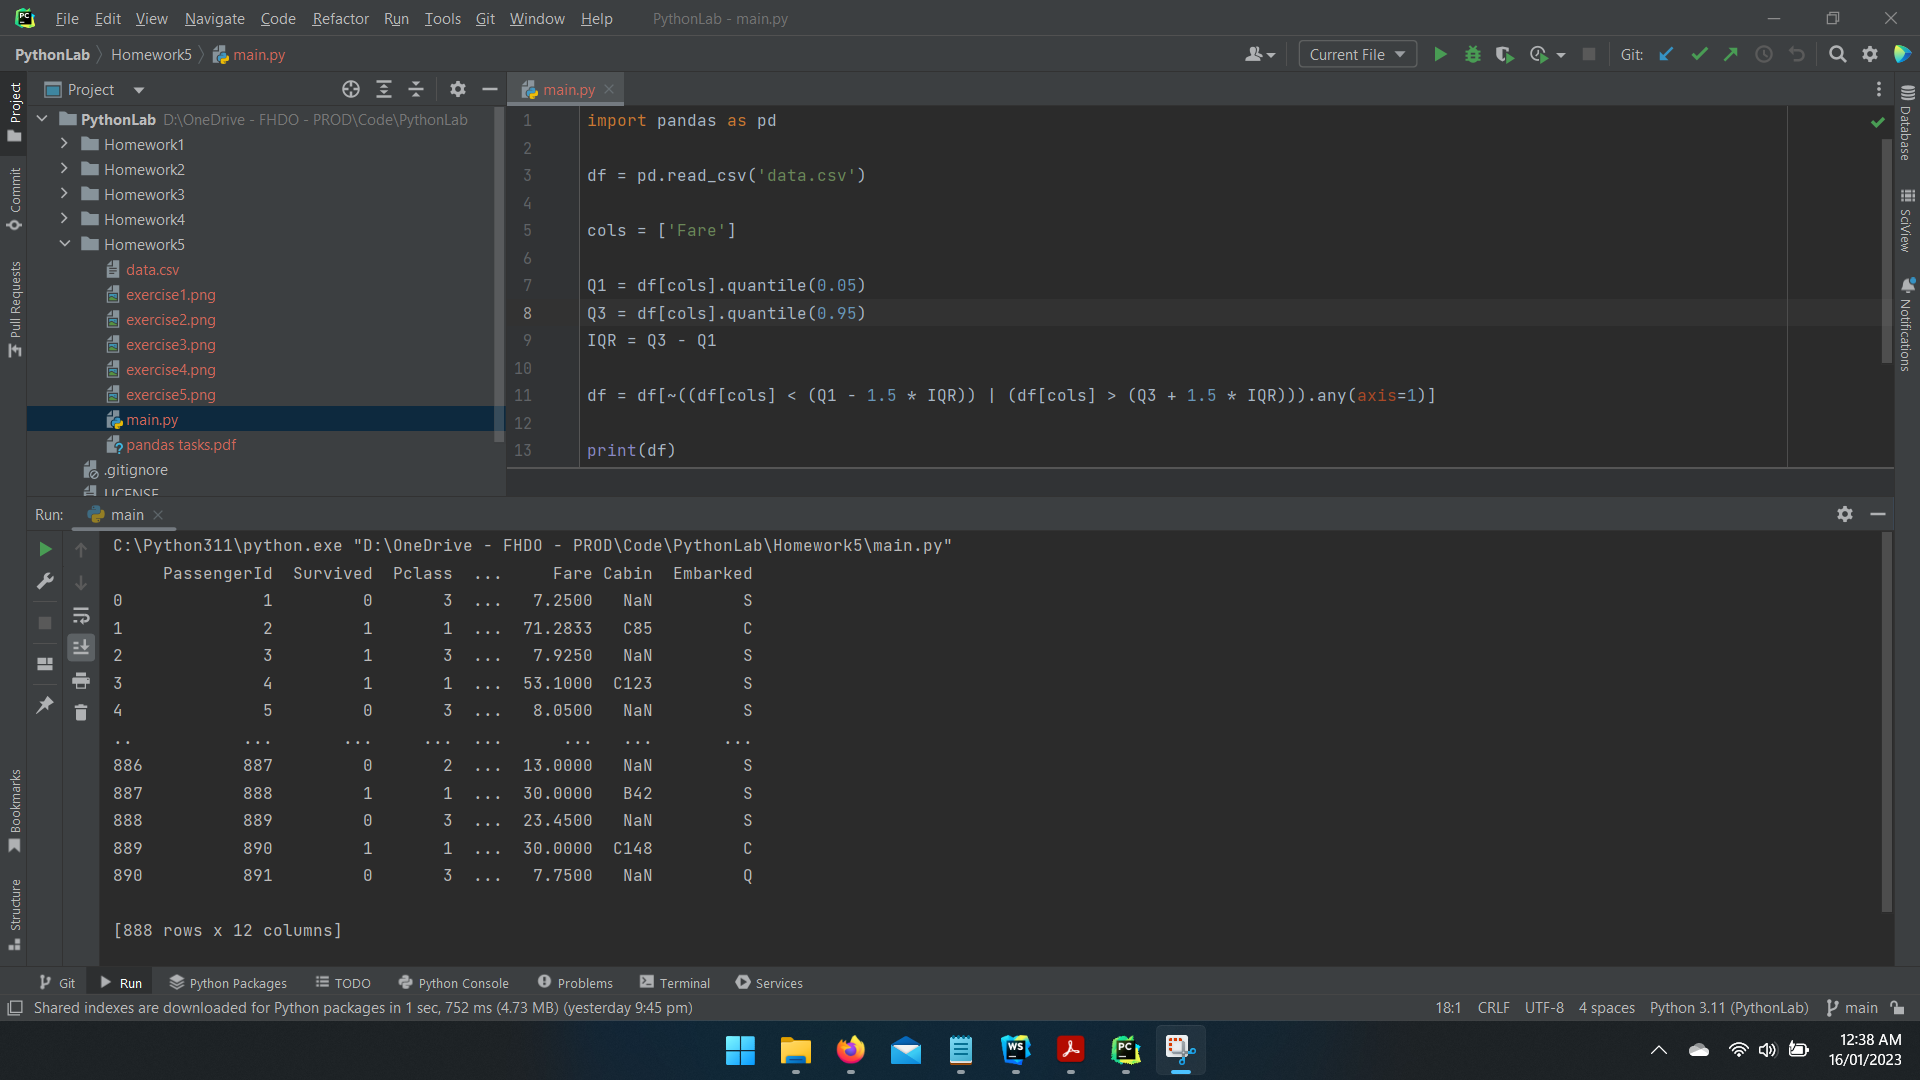 File Edit View Navigate Code Refactor Run Tools Git Window Help PythonLab - main.py
PythonLab Homework5 main.py Current File Git:
Project
main.py
PythonLab D:\OneDrive - FHDO - PROD\Code\PythonLab
Homework1
Homework2
Homework3
Homework4
Homework5
data.csv
exercise1.png
exercise2.png
exercise3.png
exercise4.png
exercise5.png
main.py
pandas tasks.pdf
.gitignore
LICENSE
1 import pandas as pd
2
3 df = pd.read_csv('data.csv')
4
5 cols = ['Fare']
6
7 Q1 = df[cols].quantile(0.05)
8 Q3 = df[cols].quantile(0.95)
9 IQR = Q3 - Q1
10
11 df = df[~((df[cols] < (Q1 - 1.5 * IQR)) | (df[cols] > (Q3 + 1.5 * IQR))).any(axis=1)]
12
13 print(df)
Project
Commit
Pull Requests
Bookmarks
Structure
Database
SciView
Notifications
Run: main
C:\Python311\python.exe "D:\OneDrive - FHDO - PROD\Code\PythonLab\Homework5\main.py"
PassengerId Survived Pclass ... Fare Cabin Embarked
0 1 0 3 ... 7.2500 NaN S
1 2 1 1 ... 71.2833 C85 C
2 3 1 3 ... 7.9250 NaN S
3 4 1 1 ... 53.1000 C123 S
4 5 0 3 ... 8.0500 NaN S
.. ... ... ... ... ... ... ...
886 887 0 2 ... 13.0000 NaN S
887 888 1 1 ... 30.0000 B42 S
888 889 0 3 ... 23.4500 NaN S
889 890 1 1 ... 30.0000 C148 C
890 891 0 3 ... 7.7500 NaN Q
[888 rows x 12 columns]
Git Run Python Packages TODO Python Console Problems Terminal Services
Shared indexes are downloaded for Python packages in 1 sec, 752 ms (4.73 MB) (yesterday 9:45 pm) 18:1 CRLF UTF-8 4 spaces Python 3.11 (PythonLab) main
PC
WS
PC
12:38 AM
16/01/2023